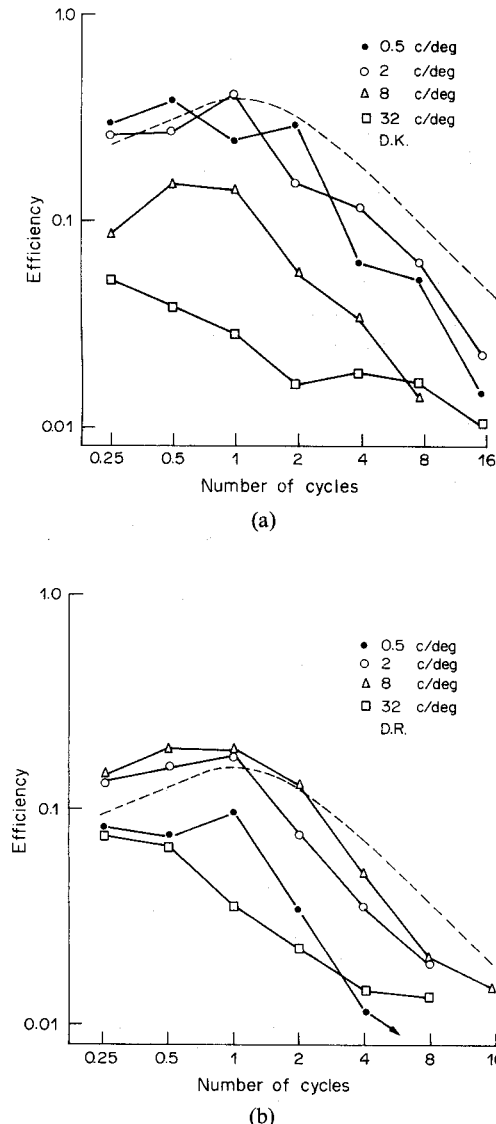 1.0
0.1
0.01
Efficiency
0.5 c/deg
2 c/deg
8 c/deg
32 c/deg
D.K.
0.25 0.5 1 2 4 8 16
Number of cycles
(a)
1.0
0.1
0.01
Efficiency
0.5 c/deg
2 c/deg
8 c/deg
32 c/deg
D.R.
0.25 0.5 1 2 4 8 16
Number of cycles
(b)